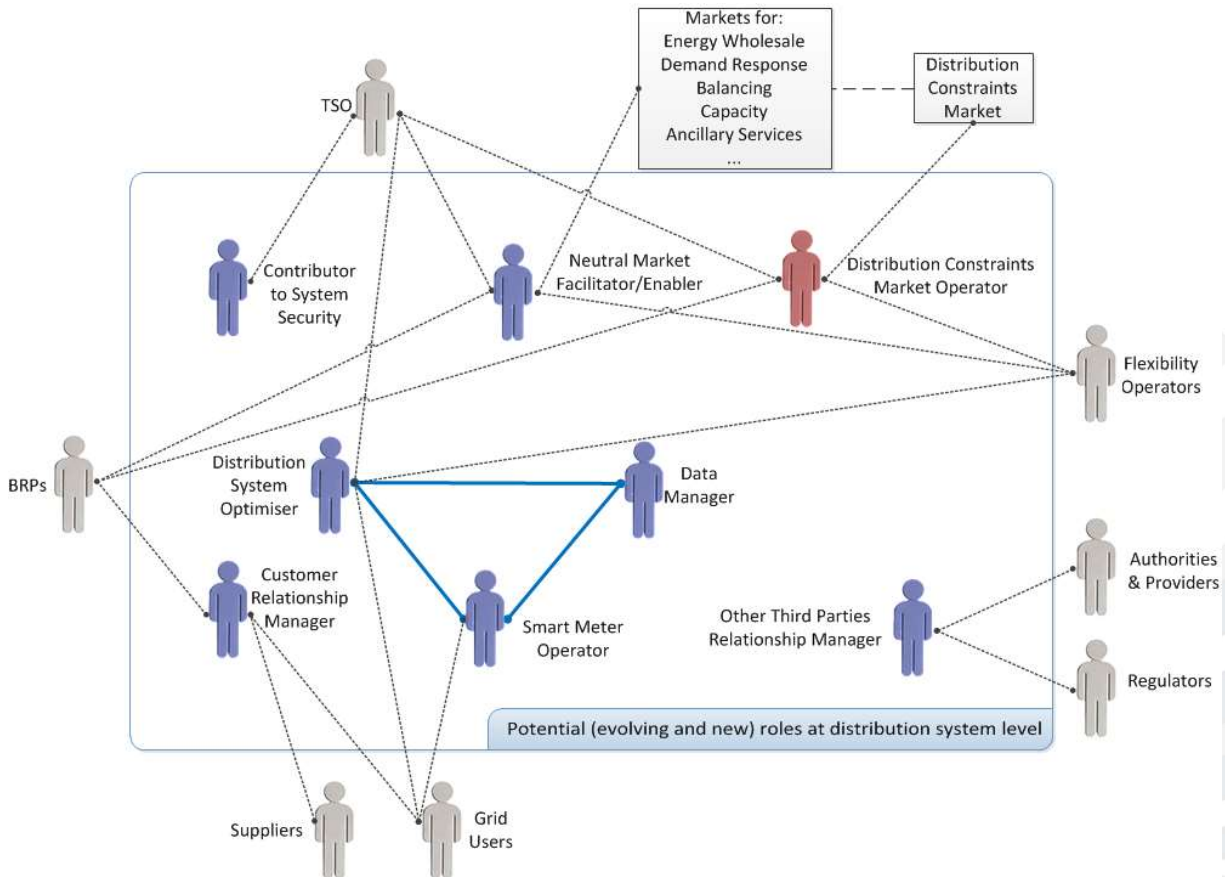 Markets for:
Energy Wholesale
Demand Response
Balancing
Capacity
Ancillary Services
...
Distribution
Constraints
Market
TSO
Contributor
to System
Security
Neutral Market
Facilitator/Enabler
Distribution Constraints
Market Operator
Flexibility
Operators
BRPs
Distribution
System
Optimiser
Data
Manager
Customer
Relationship
Manager
Smart Meter
Operator
Other Third Parties
Relationship Manager
Authorities
& Providers
Regulators
Potential (evolving and new) roles at distribution system level
Suppliers
Grid
Users